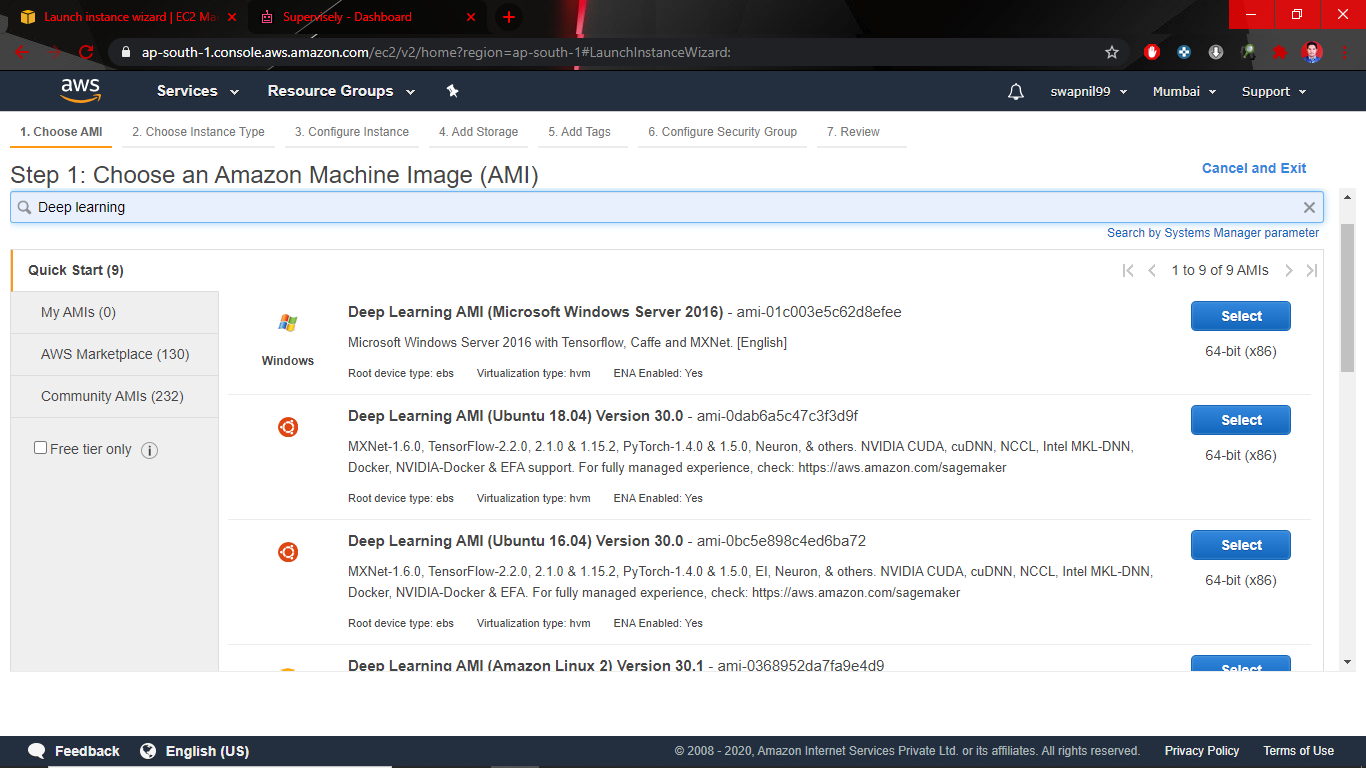 Launch instance wizard | EC2 Ma
Supervisely - Dashboard
ap-south-1.console.aws.amazon.com/ec2/v2/home?region=ap-south-1#LaunchInstanceWizard:
aws
Services
Resource Groups
swapnil99
Mumbai
Support
1. Choose AMI
2. Choose Instance Type
3. Configure Instance
4. Add Storage
5. Add Tags
6. Configure Security Group
7. Review
Step 1: Choose an Amazon Machine Image (AMI)
Cancel and Exit
Deep learning
Search by Systems Manager parameter
Quick Start (9)
1 to 9 of 9 AMIs
My AMIs (0)
AWS Marketplace (130)
Community AMIs (232)
Free tier only
Windows
Deep Learning AMI (Microsoft Windows Server 2016) - ami-01c003e5c62d8efee
Microsoft Windows Server 2016 with Tensorflow, Caffe and MXNet. [English]
Root device type: ebs Virtualization type: hvm ENA Enabled: Yes
Select
64-bit (x86)
Deep Learning AMI (Ubuntu 18.04) Version 30.0 - ami-0dab6a5c47c3f3d9f
MXNet-1.6.0, TensorFlow-2.2.0, 2.1.0 & 1.15.2, PyTorch-1.4.0 & 1.5.0, Neuron, & others. NVIDIA CUDA, cuDNN, NCCL, Intel MKL-DNN,
Docker, NVIDIA-Docker & EFA support. For fully managed experience, check: https://aws.amazon.com/sagemaker
Root device type: ebs Virtualization type: hvm ENA Enabled: Yes
Select
64-bit (x86)
Deep Learning AMI (Ubuntu 16.04) Version 30.0 - ami-0bc5e898c4ed6ba72
MXNet-1.6.0, TensorFlow-2.2.0, 2.1.0 & 1.15.2, PyTorch-1.4.0 & 1.5.0, EI, Neuron, & others. NVIDIA CUDA, cuDNN, NCCL, Intel MKL-DNN,
Docker, NVIDIA-Docker & EFA. For fully managed experience, check: https://aws.amazon.com/sagemaker
Root device type: ebs Virtualization type: hvm ENA Enabled: Yes
Select
64-bit (x86)
Deep Learning AMI (Amazon Linux 2) Version 30.1 - ami-0368952da7fa9e4d9
Select
Feedback
English (US)
© 2008 - 2020, Amazon Internet Services Private Ltd. or its affiliates. All rights reserved.
Privacy Policy
Terms of Use